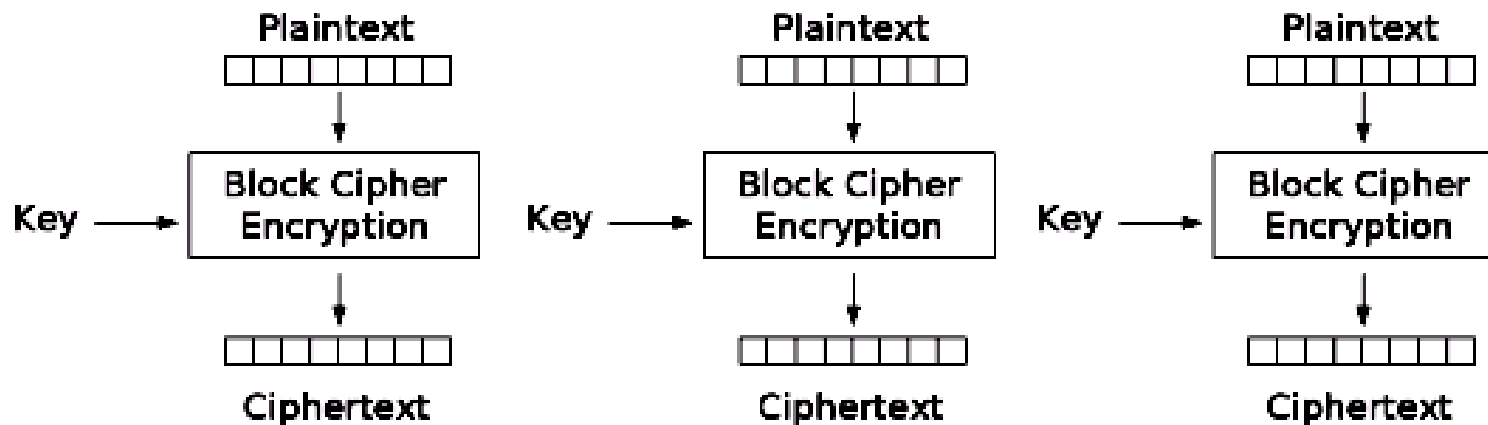 Plaintext
Plaintext
Plaintext
Key
Block Cipher
Encryption
Key
Block Cipher
Encryption
Key
Block Cipher
Encryption
Ciphertext
Ciphertext
Ciphertext